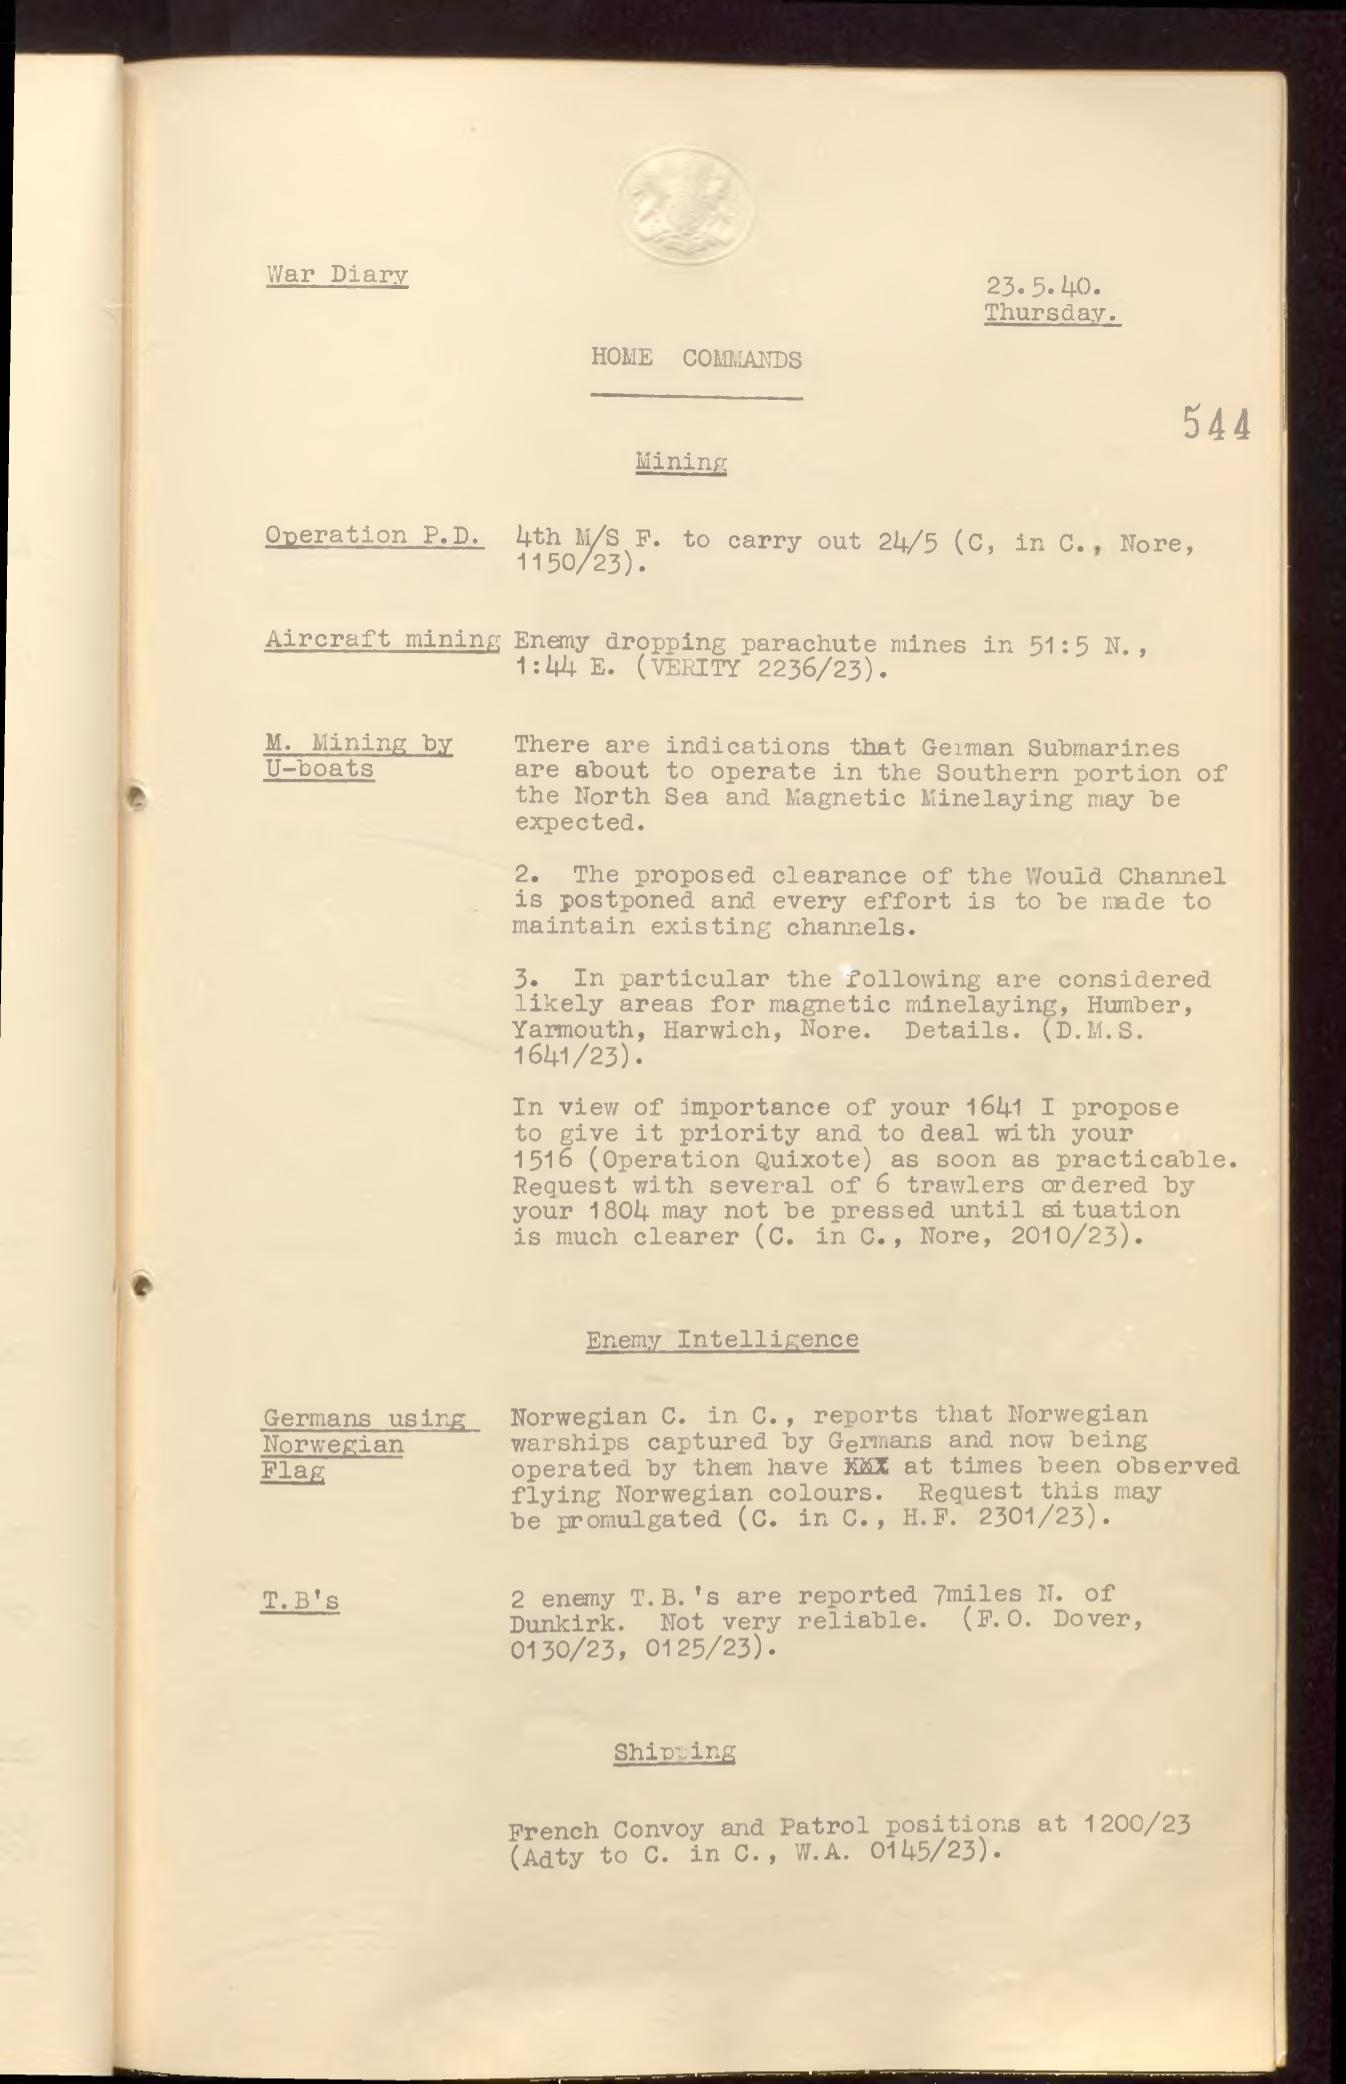 War Diary
23.5.40.
Thursday.
HOME COMMANDS
544
Mining
Operation P.D. 4th M/S F. to carry out 24/5 (C, in C., Nore,
1150/23).
Aircraft mining Enemy dropping parachute mines in 51:5 N.,
1:44 E. (VERITY 2236/23).
M. Mining by There are indications that German Submarines
U-boats are about to operate in the Southern portion of
the North Sea and Magnetic Minelaying may be
expected.
2. The proposed clearance of the Would Channel
is postponed and every effort is to be made to
maintain existing channels.
3. In particular the following are considered
likely areas for magnetic minelaying, Humber,
Yarmouth, Harwich, Nore. Details. (D.M.S.
1641/23).
In view of importance of your 1641 I propose
to give it priority and to deal with your
1516 (Operation Quixote) as soon as practicable.
Request with several of 6 trawlers ordered by
your 1804 may not be pressed until situation
is much clearer (C. in C., Nore, 2010/23).
Enemy Intelligence
Germans using Norwegian C. in C., reports that Norwegian
Norwegian warships captured by Germans and now being
Flag operated by them have at times been observed
flying Norwegian colours. Request this may
be promulgated (C. in C., H.F. 2301/23).
T.B's 2 enemy T.B.'s are reported 7miles N. of
Dunkirk. Not very reliable. (F.O. Dover,
0130/23, 0125/23).
Shipping
French Convoy and Patrol positions at 1200/23
(Adty to C. in C., W.A. 0145/23).